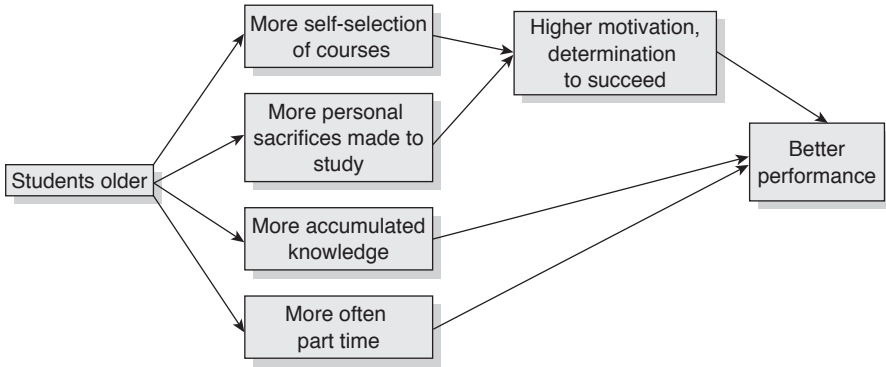 Students older
More self-selection
of courses
More personal
sacrifices made to
study
More accumulated
knowledge
More often
part time
Higher motivation,
determination
to succeed
Better
performance